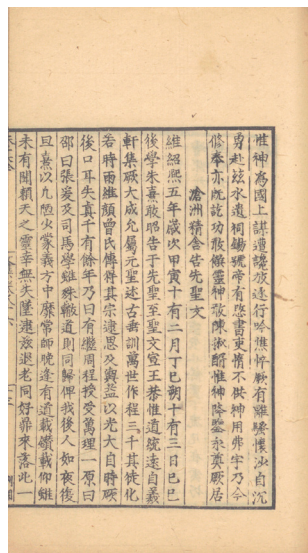 惟神為國上謀遭讒放逐行吟憔悴厥有離騷懷沙自沉
勇赴玆水遺祠錫號帝有愍書吏惰不供神用弗宇乃今
修奉亦既訖功敢儼靈神敬陳淑酹惟神降鑒永奠厥居
滄洲精舍告先聖文
維紹熙五年歲次甲寅十有二月丁巳朔十有三日己巳
後學朱熹敢昭告于先聖至聖文宣王恭惟道統遠自羲
軒集厥大成允屬元聖述古垂訓萬世作程三千其徒化
若時雨維顏曾氏傳得其宗逮思及輿益以光大自時厥
後口耳失真千有餘年乃曰有繼周程授受萬理一原曰
邵曰張爰及司馬學雖殊轍道則同歸俾我後人如夜復
旦熹以凡陋少蒙義方中靡常師晚逢有道載鑽載仰雖
未有聞賴天之靈幸無失墜逮玆退老同好鼎來落此一